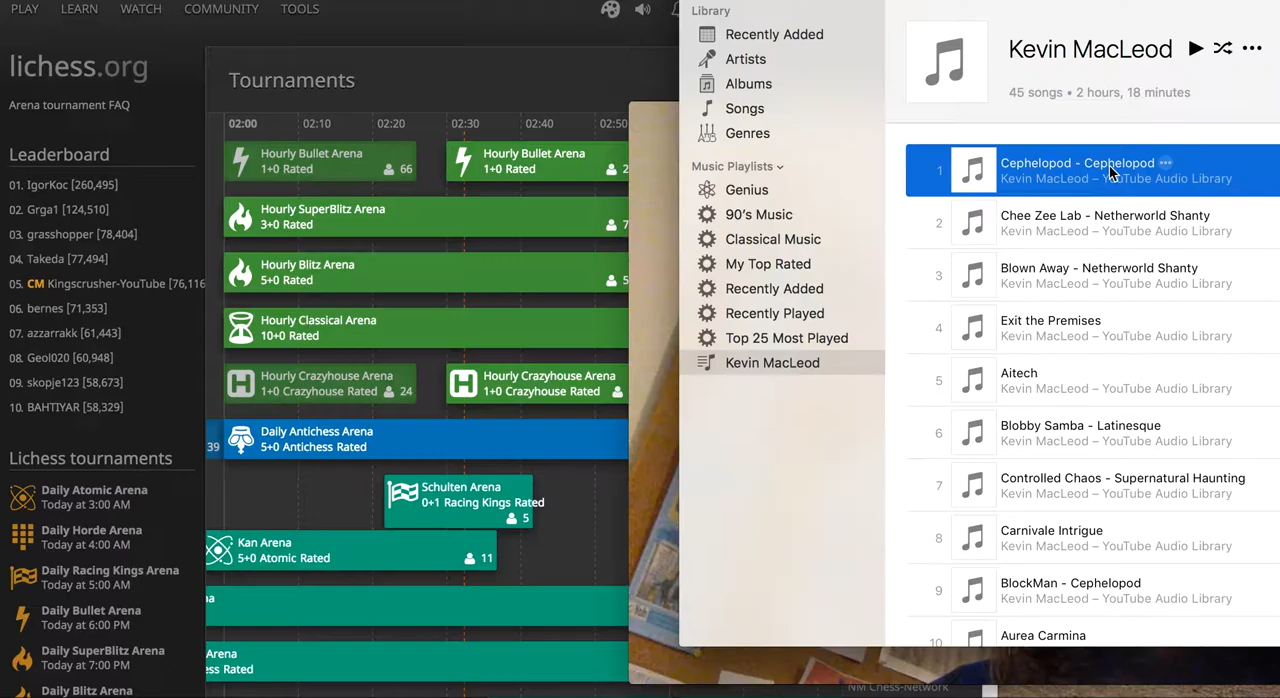 PLAY LEARN WATCH COMMUNITY TOOLS
lichess.org
Arena tournament FAQ
Leaderboard
01. IgorKoc [260,495]
02. Grga1 [124,510]
03. grasshopper [78,404]
04. Takeda [77,494]
05. CM Kingscrusher-YouTube [76,116
06. bernes [71,353]
07. azzarrakk [61,443]
08. Geol020 [60,948]
09. skopje123 [58,673]
10. BAHTIYAR [58,329]
Lichess tournaments
Daily Atomic Arena
Today at 3:00 AM
Daily Horde Arena
Today at 4:00 AM
Daily Racing Kings Arena
Today at 5:00 AM
Daily Bullet Arena
Today at 6:00 PM
Daily SuperBlitz Arena
Today at 7:00 PM
Daily Blitz Arena
Tournaments
02:00 02:10 02:20 02:30 02:40 02:50
Hourly Bullet Arena
1+0 Rated 66
Hourly Bullet Arena
1+0 Rated 2
Hourly SuperBlitz Arena
3+0 Rated 7
Hourly Blitz Arena
5+0 Rated 5
Hourly Classical Arena
10+0 Rated
Hourly Crazyhouse Arena
1+0 Crazyhouse Rated 24
Hourly Crazyhouse Arena
1+0 Crazyhouse Rated
39
Daily Antichess Arena
5+0 Antichess Rated
Schulten Arena
0+1 Racing Kings Rated
5
Kan Arena
5+0 Atomic Rated 11
na
Arena
ess Rated
Library
Recently Added
Artists
Albums
Songs
Genres
Music Playlists
Genius
90's Music
Classical Music
My Top Rated
Recently Added
Recently Played
Top 25 Most Played
Kevin MacLeod
Kevin MacLeod
45 songs • 2 hours, 18 minutes
1 Cephelopod - Cephelopod
Kevin MacLeod – YouTube Audio Library
2 Chee Zee Lab - Netherworld Shanty
Kevin MacLeod – YouTube Audio Library
3 Blown Away - Netherworld Shanty
Kevin MacLeod – YouTube Audio Library
4 Exit the Premises
Kevin MacLeod – YouTube Audio Library
5 Aitech
Kevin MacLeod – YouTube Audio Library
6 Blobby Samba - Latinesque
Kevin MacLeod – YouTube Audio Library
7 Controlled Chaos - Supernatural Haunting
Kevin MacLeod – YouTube Audio Library
8 Carnivale Intrigue
Kevin MacLeod – YouTube Audio Library
9 BlockMan - Cephelopod
Kevin MacLeod – YouTube Audio Library
10 Aurea Carmina
NM Chess-Network